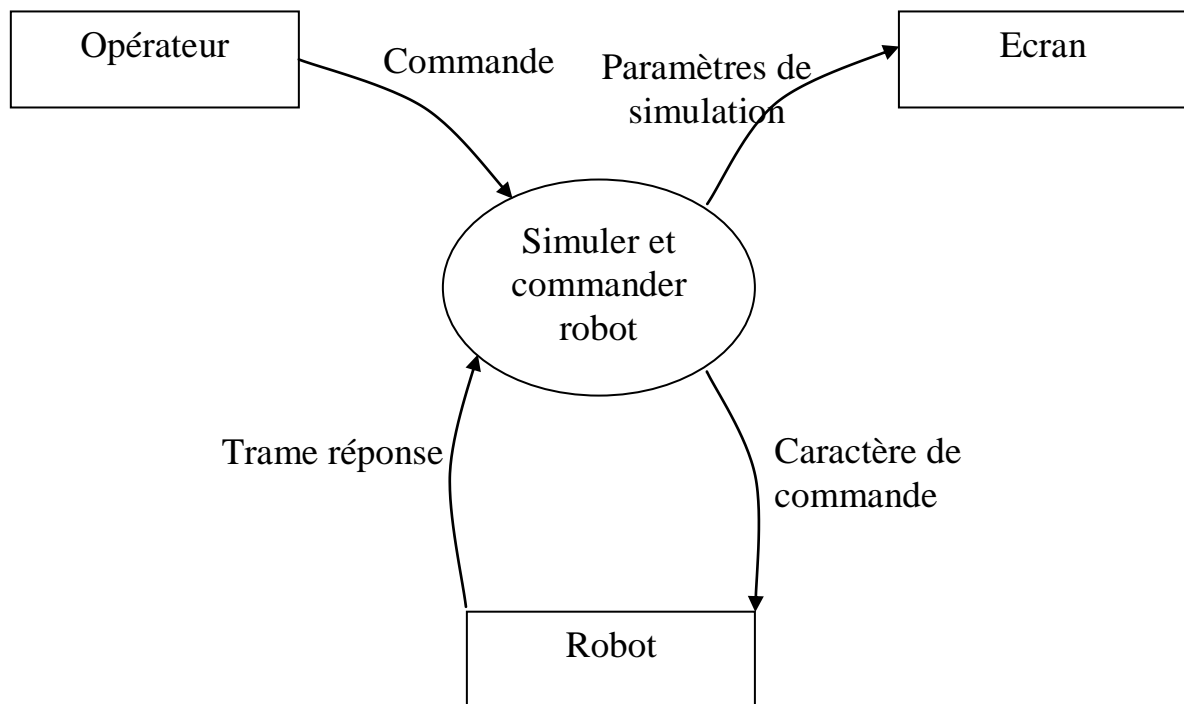 Opérateur
Commande
Paramètres de
simulation
Ecran
Simuler et
commander
robot
Trame réponse
Caractère de
commande
Robot